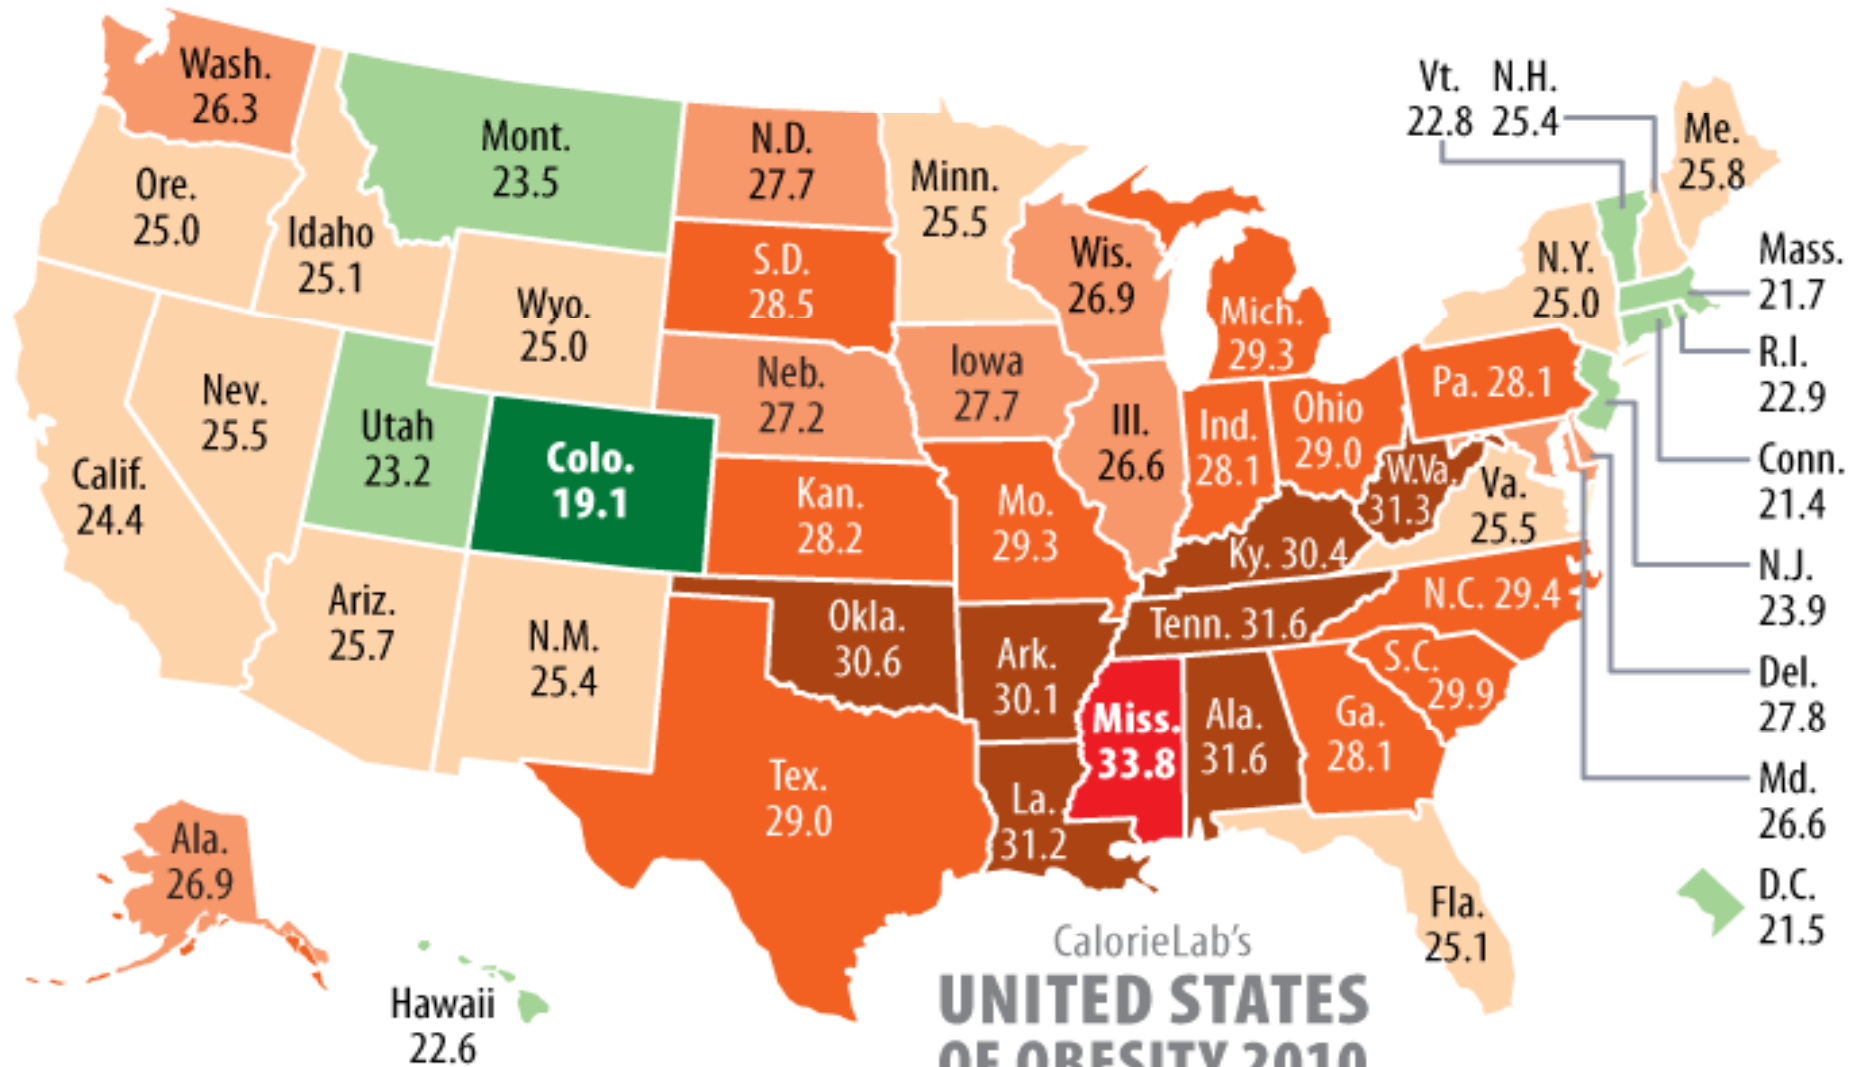 Wash.
26.3
Ore.
25.0
Idaho
25.1
Mont.
23.5
N.D.
27.7
Minn.
25.5
S.D.
28.5
Wis.
26.9
Mich.
29.3
Vt.
22.8
N.H.
25.4
Me.
25.8
N.Y.
25.0
Mass.
21.7
R.I.
22.9
Conn.
21.4
N.J.
23.9
Del.
27.8
Md.
26.6
D.C.
21.5
Wyo.
25.0
Nev.
25.5
Utah
23.2
Colo.
19.1
Calif.
24.4
Neb.
27.2
Iowa
27.7
Ill.
26.6
Ind.
28.1
Ohio
29.0
Pa. 28.1
W.Va.
31.3
Va.
25.5
Kan.
28.2
Mo.
29.3
Ky. 30.4
Ariz.
25.7
N.M.
25.4
Okla.
30.6
Ark.
30.1
Tenn. 31.6
N.C. 29.4
S.C.
29.9
Miss.
33.8
Ala.
31.6
Ga.
28.1
Tex.
29.0
La.
31.2
Fla.
25.1
Ala.
26.9
Hawaii
22.6
CalorieLab's
UNITED STATES
OF OBESITY 2010